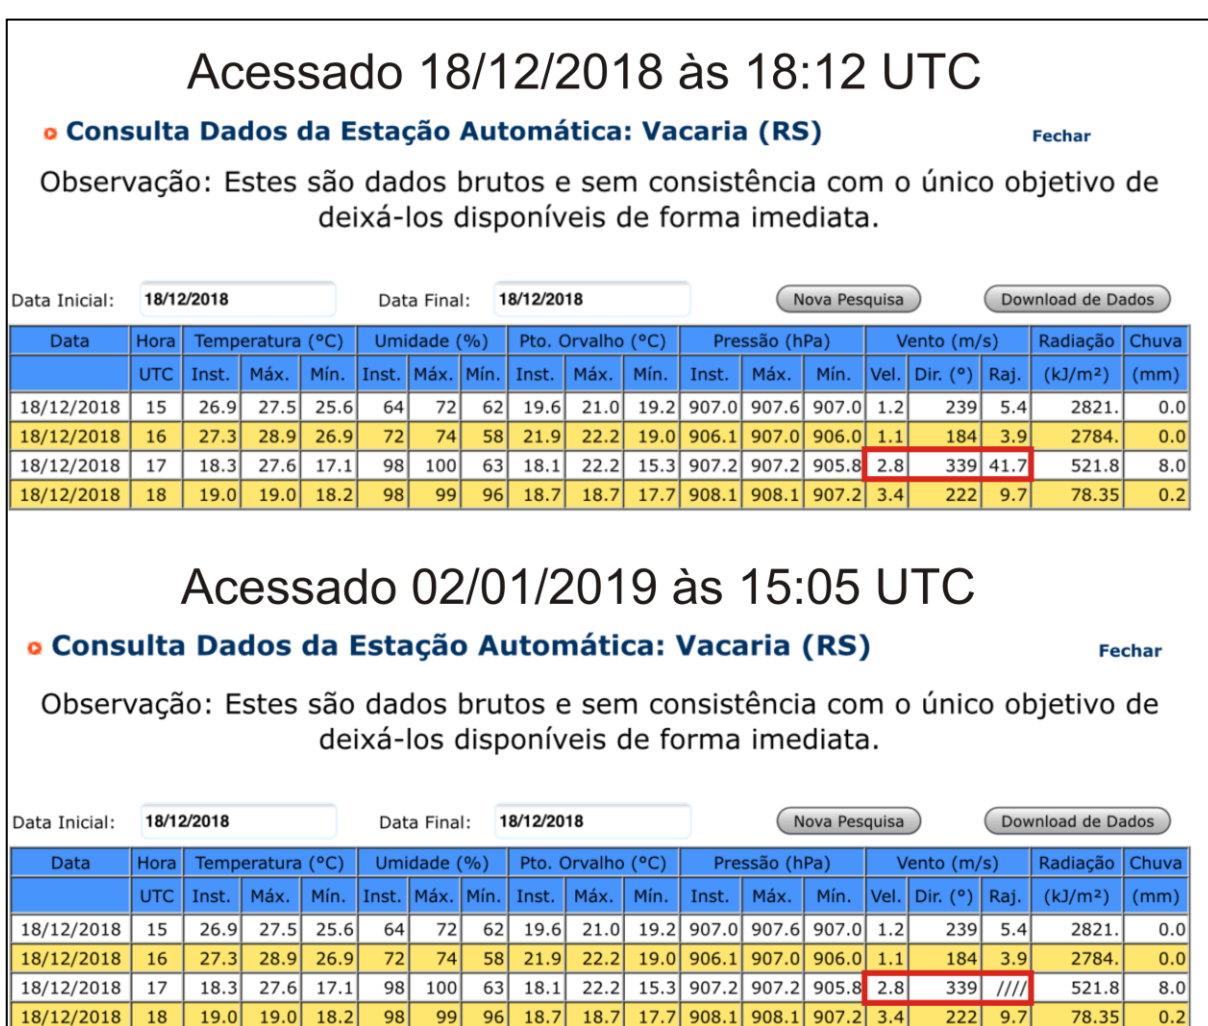 Acessado 18/12/2018 às 18:12 UTC
Consulta Dados da Estação Automática: Vacaria (RS) Fechar
Observação: Estes são dados brutos e sem consistência com o único objetivo de
deixá-los disponíveis de forma imediata.
Data Inicial: 18/12/2018 Data Final: 18/12/2018 Nova Pesquisa Download de Dados
Data Hora Temperatura (°C) Umidade (%) Pto. Orvalho (°C) Pressão (hPa) Vento (m/s) Radiação Chuva
UTC Inst. Máx. Mín. Inst. Máx. Mín. Inst. Máx. Mín. Inst. Máx. Mín. Vel. Dir. (°) Raj. (kJ/m²) (mm)
18/12/2018 15 26.9 27.5 25.6 64 72 62 19.6 21.0 19.2 907.0 907.6 907.0 1.2 239 5.4 2821. 0.0
18/12/2018 16 27.3 28.9 26.9 72 74 58 21.9 22.2 19.0 906.1 907.0 906.0 1.1 184 3.9 2784. 0.0
18/12/2018 17 18.3 27.6 17.1 98 100 63 18.1 22.2 15.3 907.2 907.2 905.8 2.8 339 41.7 521.8 8.0
18/12/2018 18 19.0 19.0 18.2 98 99 96 18.7 18.7 17.7 908.1 908.1 907.2 3.4 222 9.7 78.35 0.2
Acessado 02/01/2019 às 15:05 UTC
Consulta Dados da Estação Automática: Vacaria (RS) Fechar
Observação: Estes são dados brutos e sem consistência com o único objetivo de
deixá-los disponíveis de forma imediata.
Data Inicial: 18/12/2018 Data Final: 18/12/2018 Nova Pesquisa Download de Dados
Data Hora Temperatura (°C) Umidade (%) Pto. Orvalho (°C) Pressão (hPa) Vento (m/s) Radiação Chuva
UTC Inst. Máx. Mín. Inst. Máx. Mín. Inst. Máx. Mín. Inst. Máx. Mín. Vel. Dir. (°) Raj. (kJ/m²) (mm)
18/12/2018 15 26.9 27.5 25.6 64 72 62 19.6 21.0 19.2 907.0 907.6 907.0 1.2 239 5.4 2821. 0.0
18/12/2018 16 27.3 28.9 26.9 72 74 58 21.9 22.2 19.0 906.1 907.0 906.0 1.1 184 3.9 2784. 0.0
18/12/2018 17 18.3 27.6 17.1 98 100 63 18.1 22.2 15.3 907.2 907.2 905.8 2.8 339 //// 521.8 8.0
18/12/2018 18 19.0 19.0 18.2 98 99 96 18.7 18.7 17.7 908.1 908.1 907.2 3.4 222 9.7 78.35 0.2